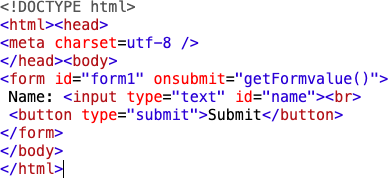 <!DOCTYPE html>
<html><head>
<meta charset=utf-8 />
</head><body>
<form id="form1" onsubmit="getFormvalue()">
Name: <input type="text" id="name"><br>
<button type="submit">Submit</button>
</form>
</body>
</html>